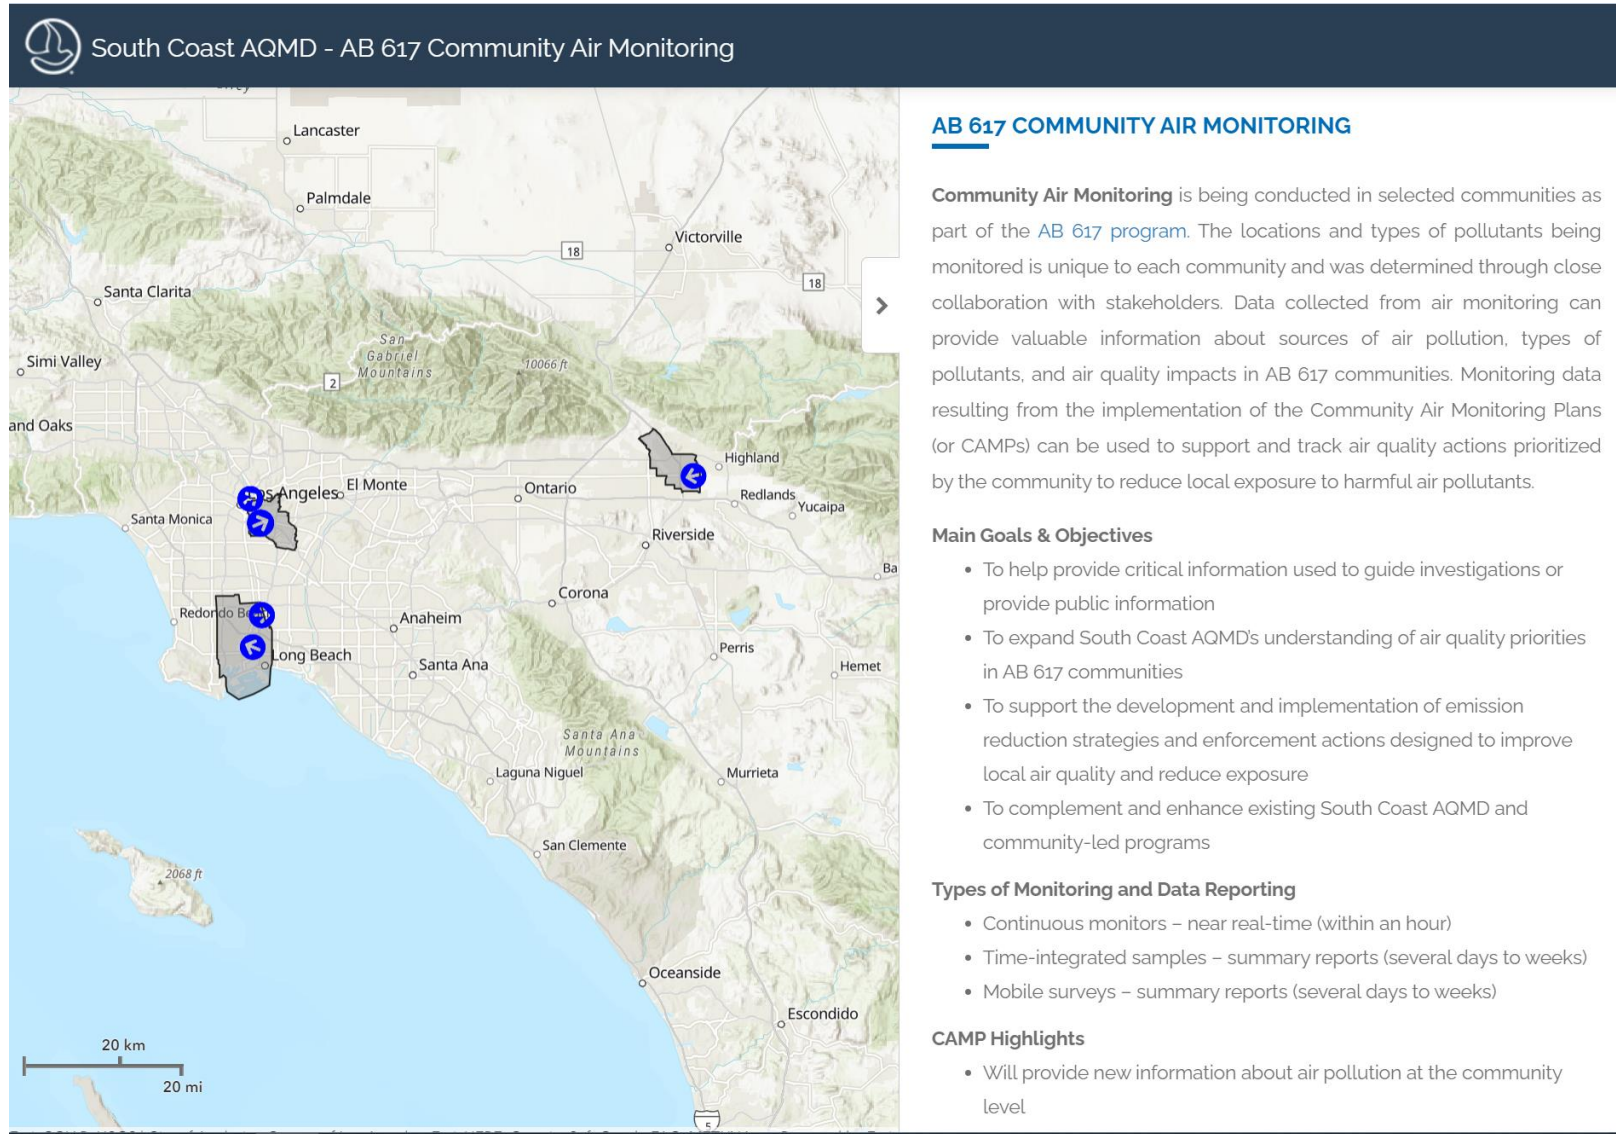 South Coast AQMD - AB 617 Community Air Monitoring
Lancaster
Palmdale
Victorville
18
18
Santa Clarita
San
Gabriel
Mountains
10066 ft
Simi Valley
2
and Oaks
Highland
Los Angeles
El Monte
Ontario
Redlands
Yucaipa
Santa Monica
Riverside
Ba
Corona
Redondo Be
Anaheim
Perris
Long Beach
Santa Ana
Hemet
Santa Ana
Mountains
Laguna Niguel
Murrieta
San Clemente
2068 ft
Oceanside
Escondido
20 km
20 mi
5
AB 617 COMMUNITY AIR MONITORING
Community Air Monitoring is being conducted in selected communities as
part of the AB 617 program. The locations and types of pollutants being
monitored is unique to each community and was determined through close
collaboration with stakeholders. Data collected from air monitoring can
provide valuable information about sources of air pollution, types of
pollutants, and air quality impacts in AB 617 communities. Monitoring data
resulting from the implementation of the Community Air Monitoring Plans
(or CAMPs) can be used to support and track air quality actions prioritized
by the community to reduce local exposure to harmful air pollutants.
Main Goals & Objectives
• To help provide critical information used to guide investigations or
provide public information
• To expand South Coast AQMD's understanding of air quality priorities
in AB 617 communities
• To support the development and implementation of emission
reduction strategies and enforcement actions designed to improve
local air quality and reduce exposure
• To complement and enhance existing South Coast AQMD and
community-led programs
Types of Monitoring and Data Reporting
• Continuous monitors – near real-time (within an hour)
• Time-integrated samples – summary reports (several days to weeks)
• Mobile surveys – summary reports (several days to weeks)
CAMP Highlights
• Will provide new information about air pollution at the community
level